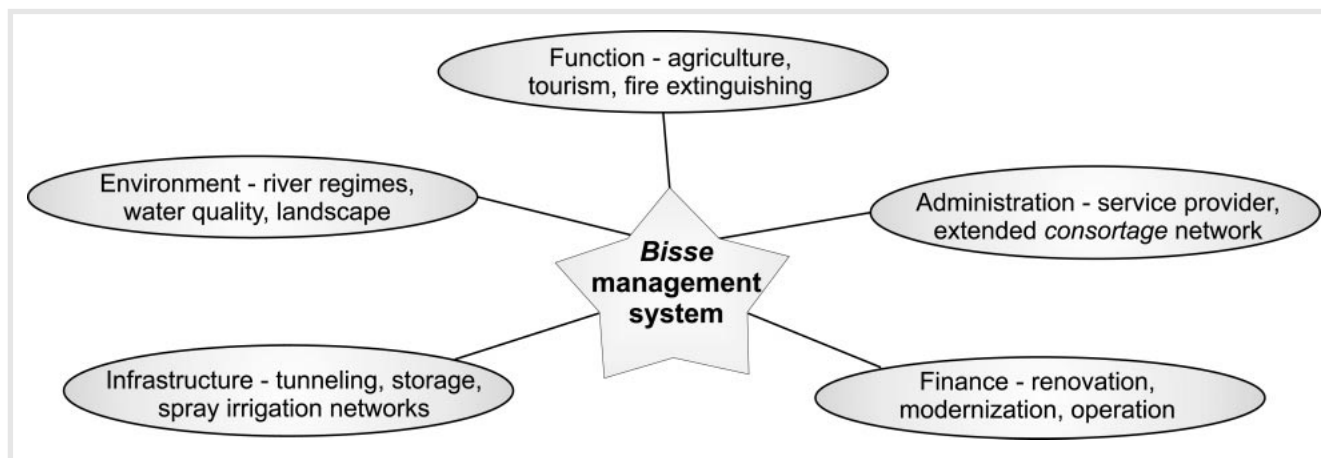 Function - agriculture,
tourism, fire extinguishing
Environment - river regimes,
water quality, landscape
Administration - service provider,
extended consortage network
Bisse
management
system
Infrastructure - tunneling, storage,
spray irrigation networks
Finance - renovation,
modernization, operation